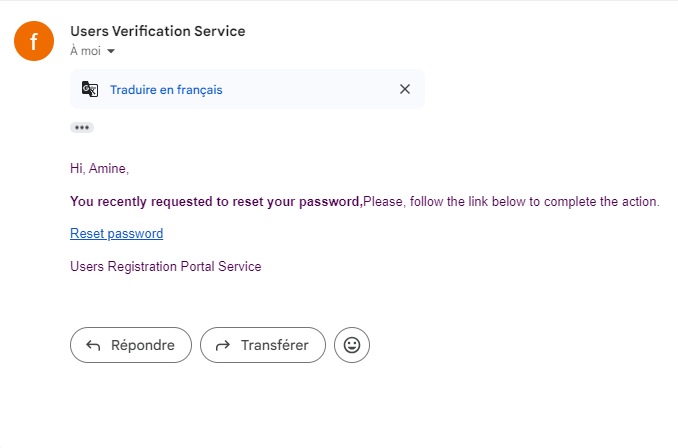 f
Users Verification Service
À moi
Traduire en français
Hi, Amine,
You recently requested to reset your password,Please, follow the link below to complete the action.
Reset password
Users Registration Portal Service
Répondre
Transférer